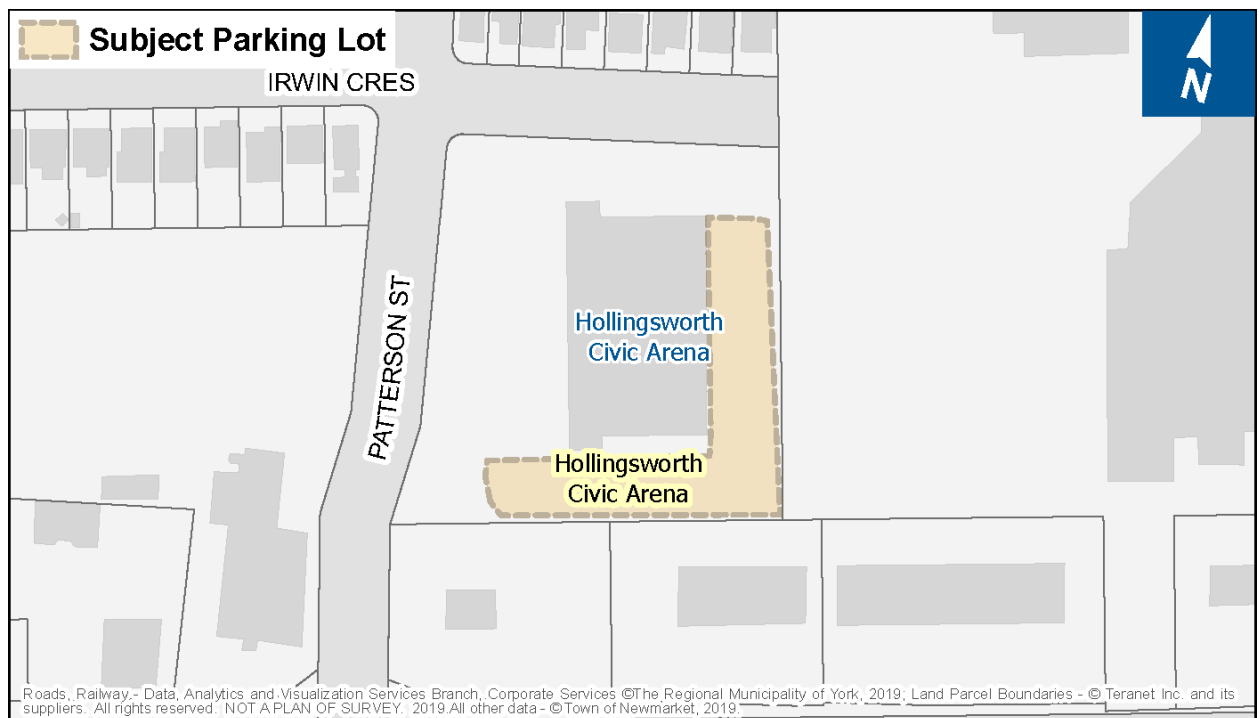 Subject Parking Lot
N
IRWIN CRES
PATTERSON ST
Hollingsworth
Civic Arena
Hollingsworth
Civic Arena
Roads, Railway - Data, Analytics and Visualization Services Branch, Corporate Services ©The Regional Municipality of York, 2019; Land Parcel Boundaries - © Teranet Inc. and its
suppliers. All rights reserved. NOT A PLAN OF SURVEY. 2019.All other data - ©Town of Newmarket, 2019.